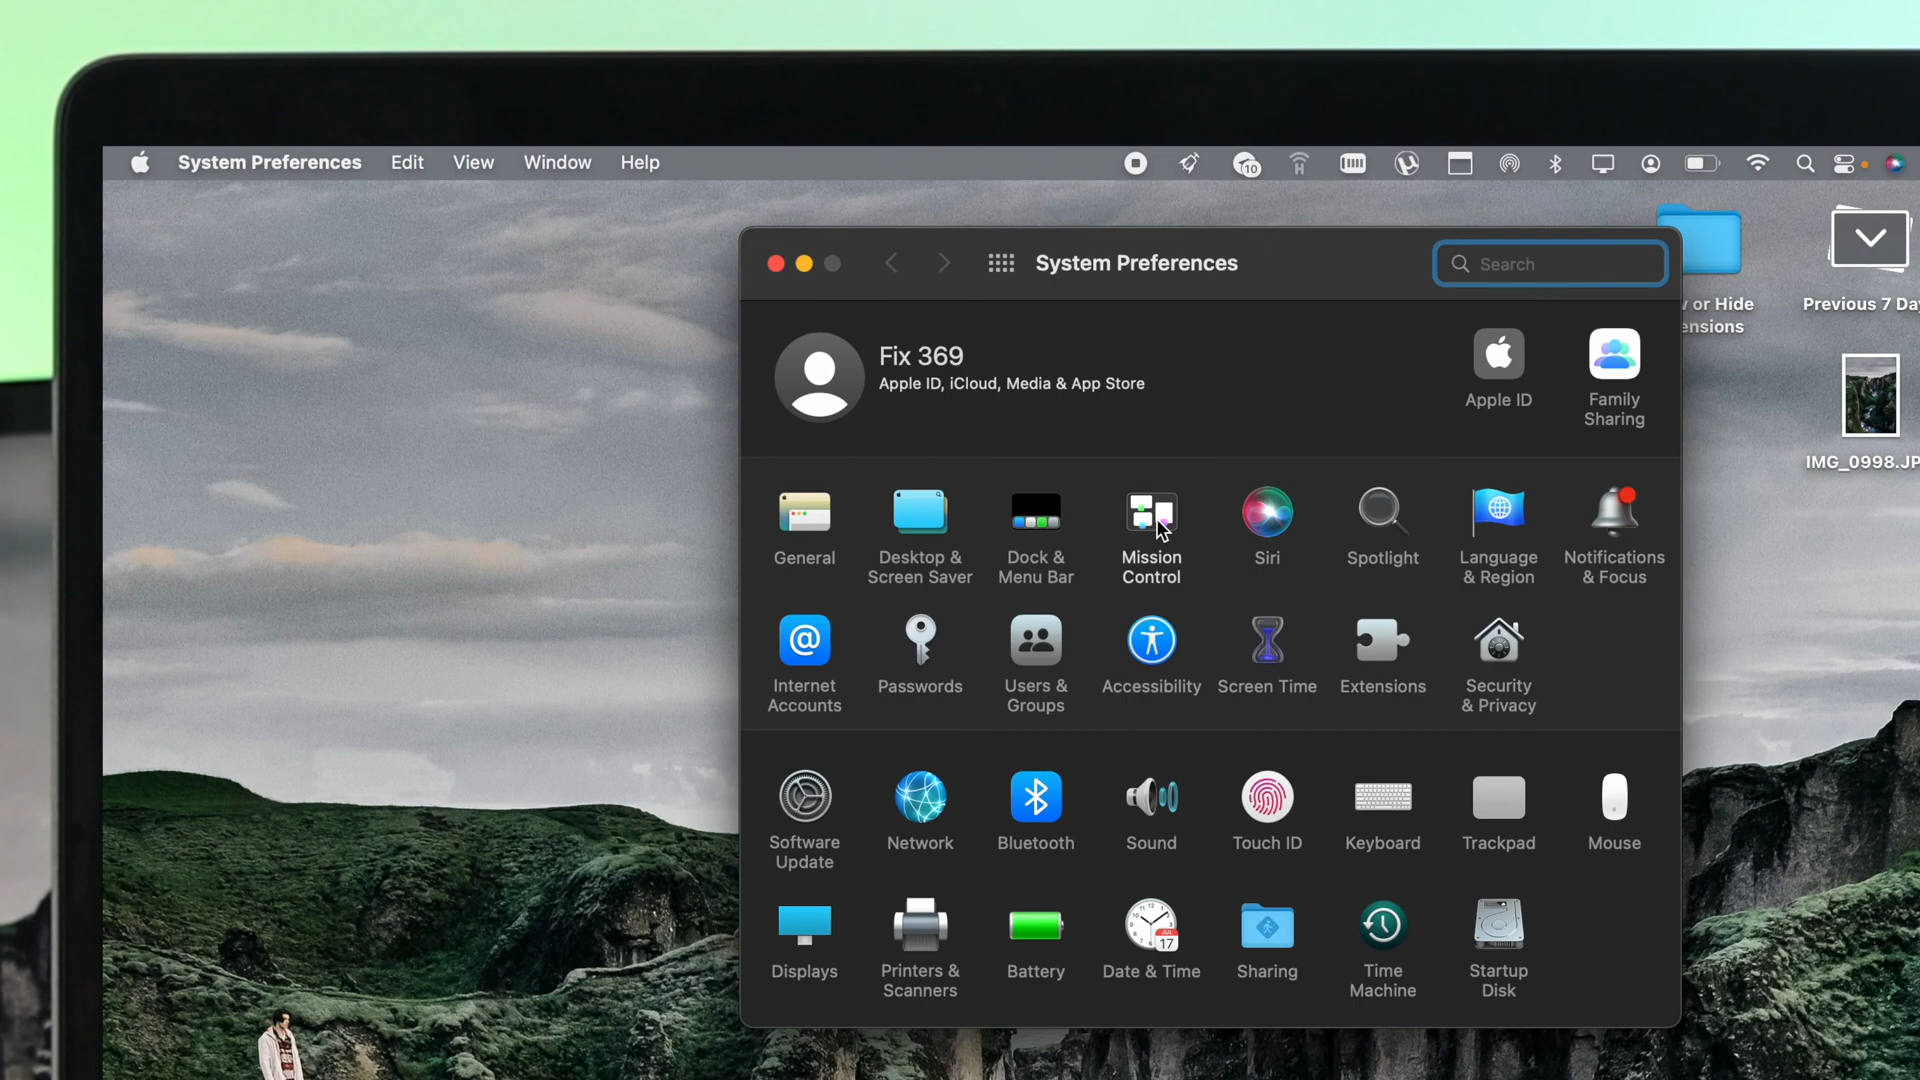 System Preferences Edit View Window Help
10
System Preferences
Search
or Hide
ensions
Previous 7 Da
IMG_0998.JP
Fix 369
Apple ID, iCloud, Media & App Store
Apple ID
Family
Sharing
General
Desktop &
Screen Saver
Dock &
Menu Bar
Mission
Control
Siri
Spotlight
Language
& Region
Notifications
& Focus
Internet
Accounts
Passwords
Users &
Groups
Accessibility
Screen Time
Extensions
Security
& Privacy
Software
Update
Network
Bluetooth
Sound
Touch ID
Keyboard
Trackpad
Mouse
Displays
Printers &
Scanners
Battery
JUL
17
Date & Time
Sharing
Time
Machine
Startup
Disk